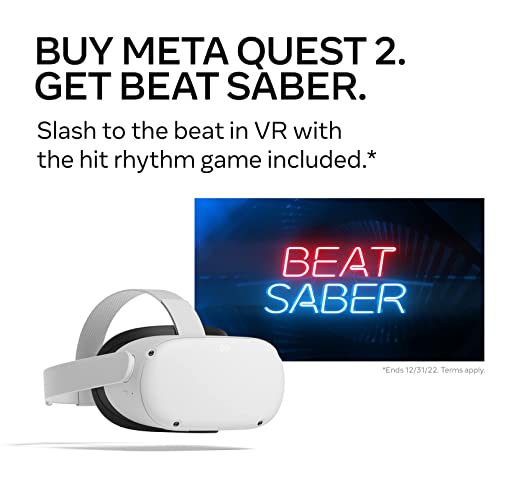 BUY META QUEST 2.
GET BEAT SABER.
Slash to the beat in VR with
the hit rhythm game included.*
BEAT
SABER
*Ends 12/31/22. Terms apply.